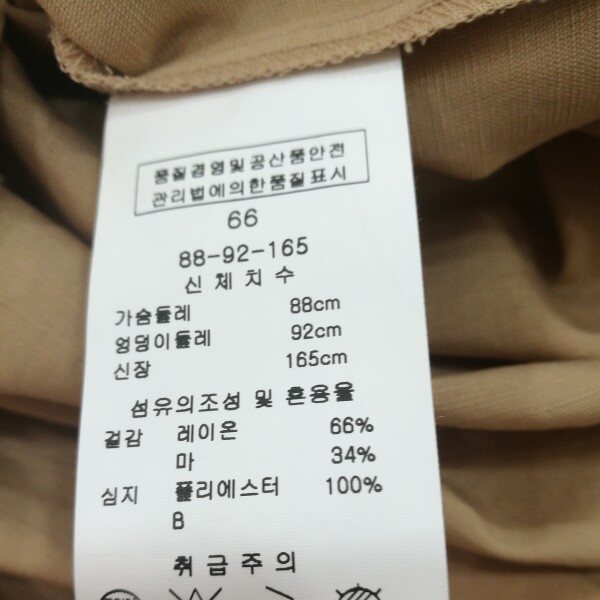 품질경영및공산품안전
관리법에의한품질표시
66
88-92-165
신체치수
가슴둘레 88cm
엉덩이둘레 92cm
신장 165cm
섬유의조성 및 혼용율
겉감 레이온 66%
마 34%
심지 폴리에스터 100%
B
취급주의